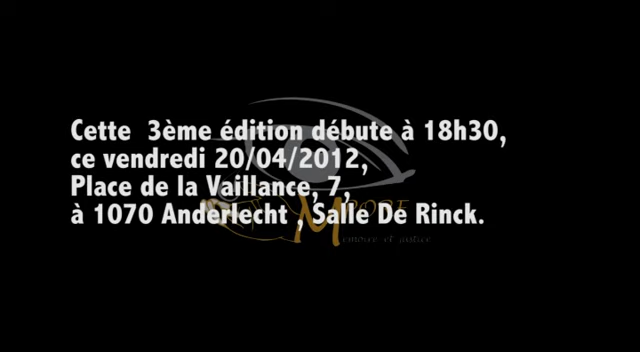 Cette 3ème édition débute à 18h30,
ce vendredi 20/04/2012,
Place de la Vaillance, 7,
à 1070 Anderlecht , Salle De Rinck.